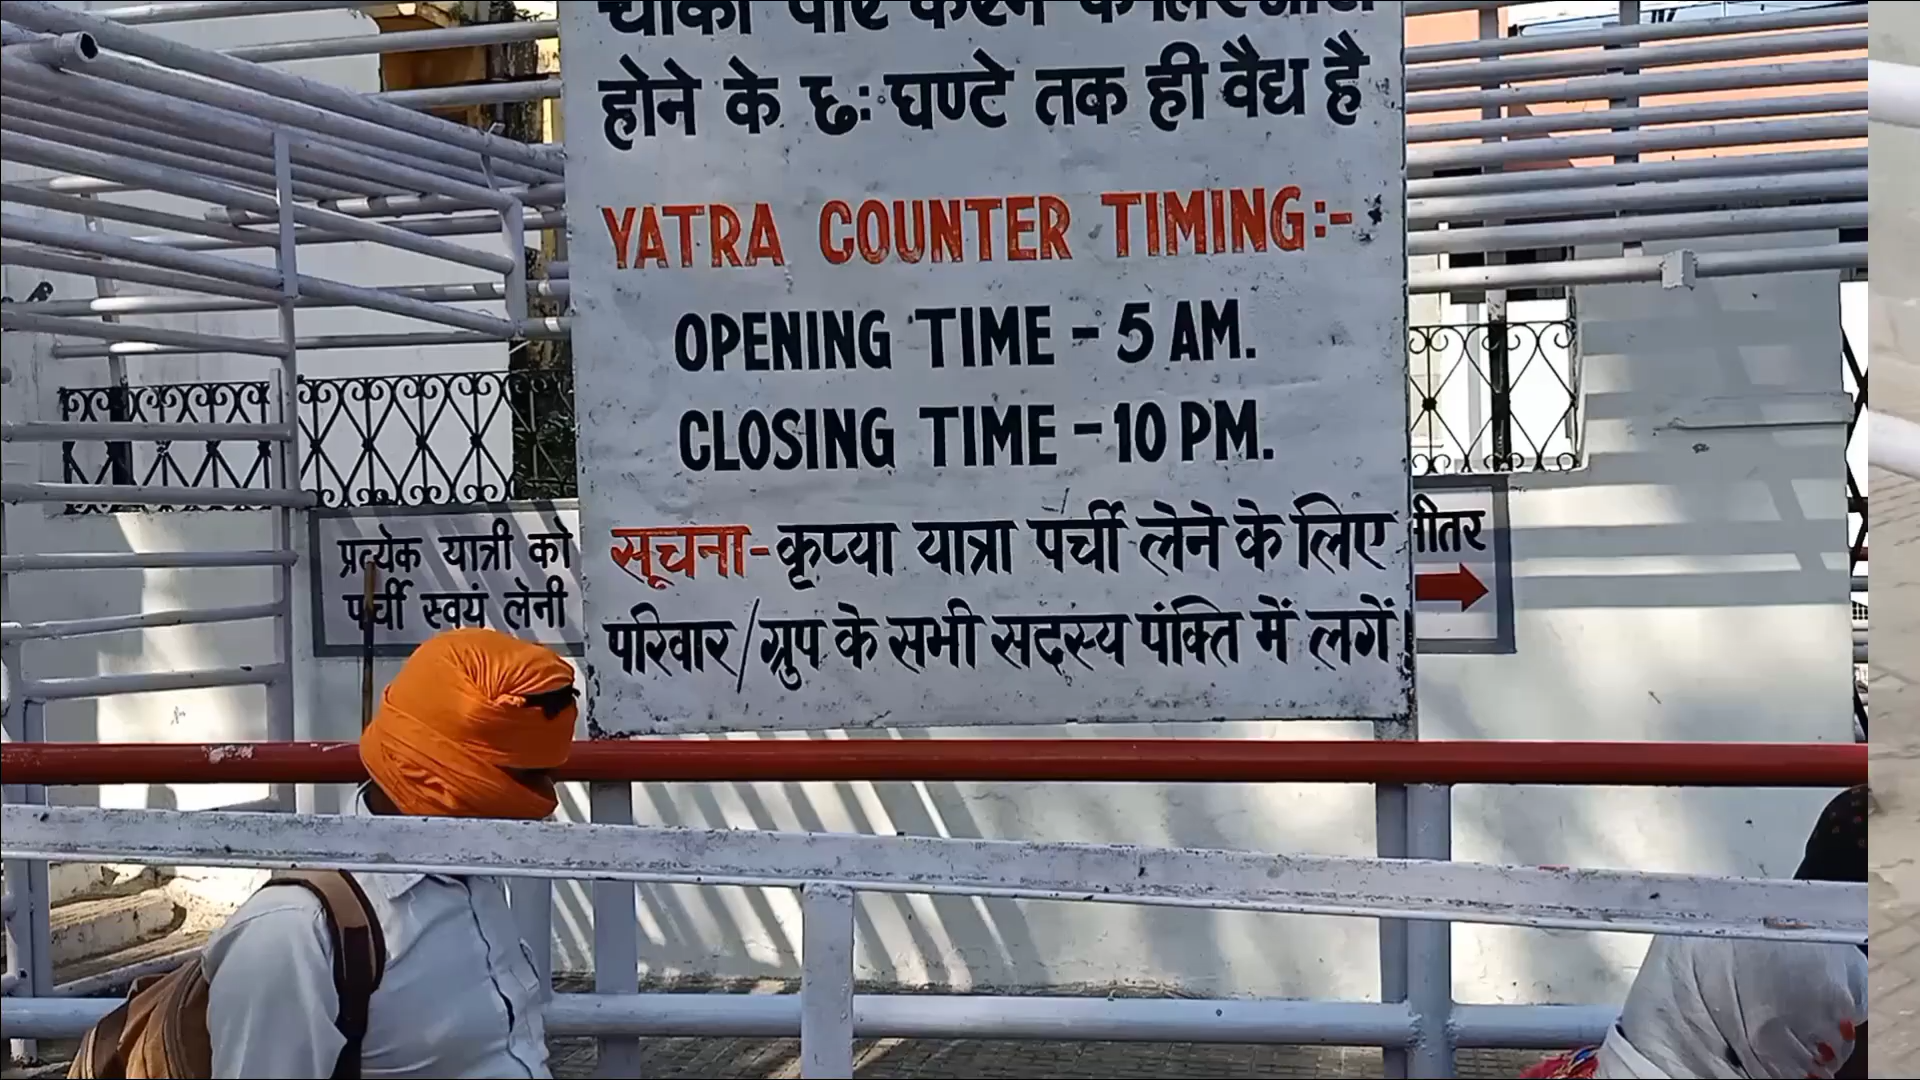 चौकी पार करने के लिए जारी
होने के छः घण्टे तक ही वैद्य है
YATRA COUNTER TIMING:-
OPENING TIME - 5 AM.
CLOSING TIME - 10 PM.
सूचना- कृप्या यात्रा पर्ची लेने के लिए
परिवार/ग्रुप के सभी सदस्य पंक्ति में लगें
प्रत्येक यात्री को
पर्ची स्वयं लेनी